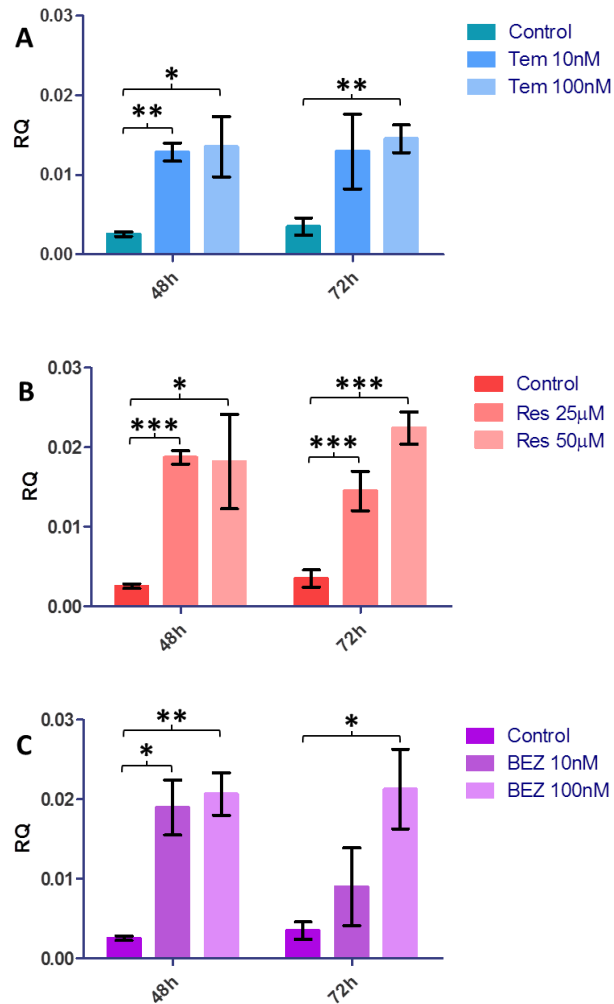 A
0.03
0.02
0.01
0.00
RQ
*
**
**
48h
72h
Control
Tem 10nM
Tem 100nM
B
0.03
0.02
0.01
0.00
RQ
*
***
***
***
48h
72h
Control
Res 25μM
Res 50μM
C
0.03
0.02
0.01
0.00
RQ
**
*
*
48h
72h
Control
BEZ 10nM
BEZ 100nM